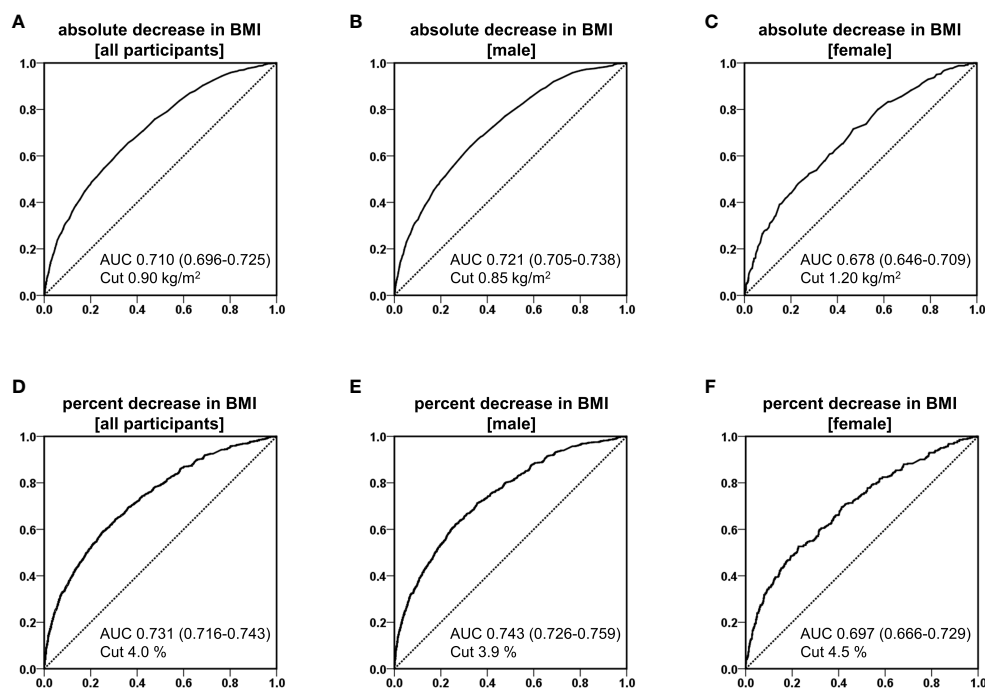 A
absolute decrease in BMI
[all participants]
1.0
0.8
0.6
0.4
0.2
0.0
AUC 0.710 (0.696-0.725)
Cut 0.90 kg/m²
0.0 0.2 0.4 0.6 0.8 1.0
B
absolute decrease in BMI
[male]
1.0
0.8
0.6
0.4
0.2
0.0
AUC 0.721 (0.705-0.738)
Cut 0.85 kg/m²
0.0 0.2 0.4 0.6 0.8 1.0
C
absolute decrease in BMI
[female]
1.0
0.8
0.6
0.4
0.2
0.0
AUC 0.678 (0.646-0.709)
Cut 1.20 kg/m²
0.0 0.2 0.4 0.6 0.8 1.0
D
percent decrease in BMI
[all participants]
1.0
0.8
0.6
0.4
0.2
0.0
AUC 0.731 (0.716-0.743)
Cut 4.0 %
0.0 0.2 0.4 0.6 0.8 1.0
E
percent decrease in BMI
[male]
1.0
0.8
0.6
0.4
0.2
0.0
AUC 0.743 (0.726-0.759)
Cut 3.9 %
0.0 0.2 0.4 0.6 0.8 1.0
F
percent decrease in BMI
[female]
1.0
0.8
0.6
0.4
0.2
0.0
AUC 0.697 (0.666-0.729)
Cut 4.5 %
0.0 0.2 0.4 0.6 0.8 1.0